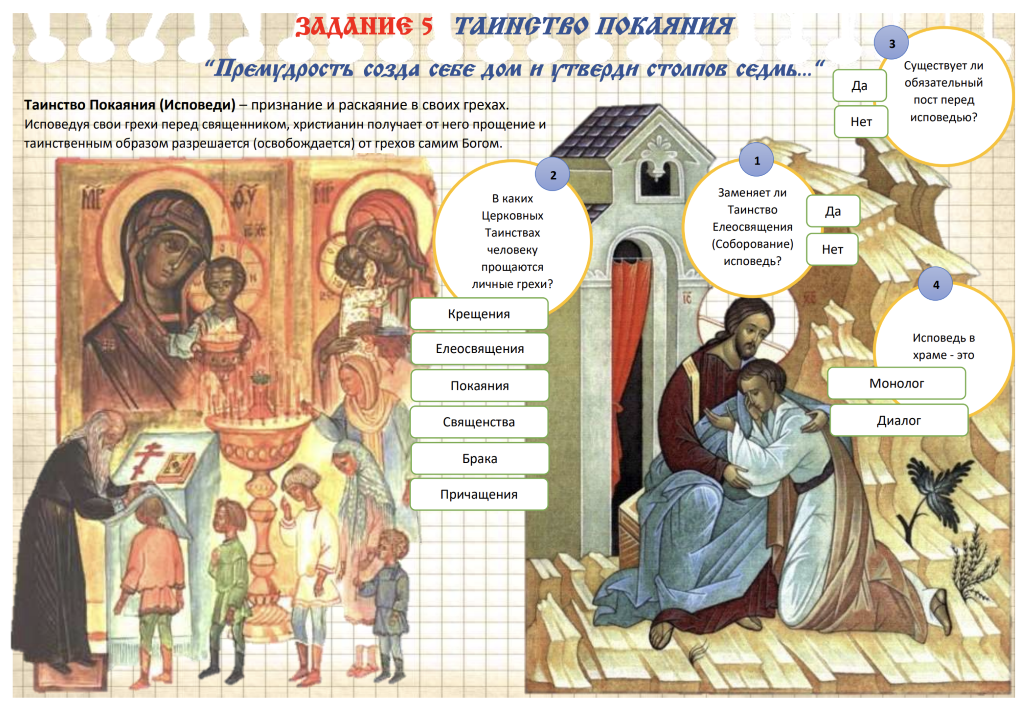 ЗАДАНИЕ 5 ТАИНСТВО ПОКАЯНИЯ
“Премудрость созда себе дом и утверди столпов седмь...“
Таинство Покаяния (Исповеди) – признание и раскаяние в своих грехах.
Исповедуя свои грехи перед священником, христианин получает от него прощение и
таинственным образом разрешается (освобождается) от грехов самим Богом.
3
Существует ли
обязательный
пост перед
исповедью?
Да
Нет
1
Заменяет ли
Таинство
Елеосвящения
(Соборование)
исповедь?
Да
Нет
2
В каких
Церковных
Таинствах
человеку
прощаются
личные грехи?
Крещения
Елеосвящения
Покаяния
Священства
Брака
Причащения
4
Исповедь в
храме - это
Монолог
Диалог